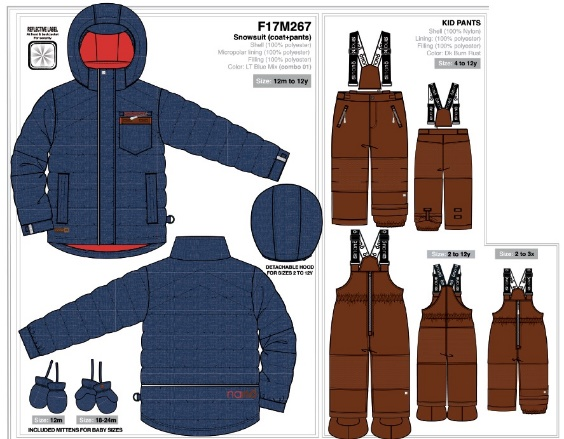 REFLECTIVE LABEL
F17M267
Snowsuit (coat+pants)
Shell (100% polyester)
Micropolar lining (100% polyester)
Filling (100% polyester)
Color: LT Blue Mix (combo 01)
Size: 12m to 12y
DETACHABLE HOOD
FOR SIZES 2 TO 12Y
Size: 12m
Size: 18-24m
INCLUDED MITTENS FOR BABY SIZES
KID PANTS
Shell (100% Nylon)
Lining: (100% polyester)
Filling (100% polyester)
Color: Dk Burn Rust
Size: 4 to 12y
Size: 2 to 12y
Size: 2 to 3x